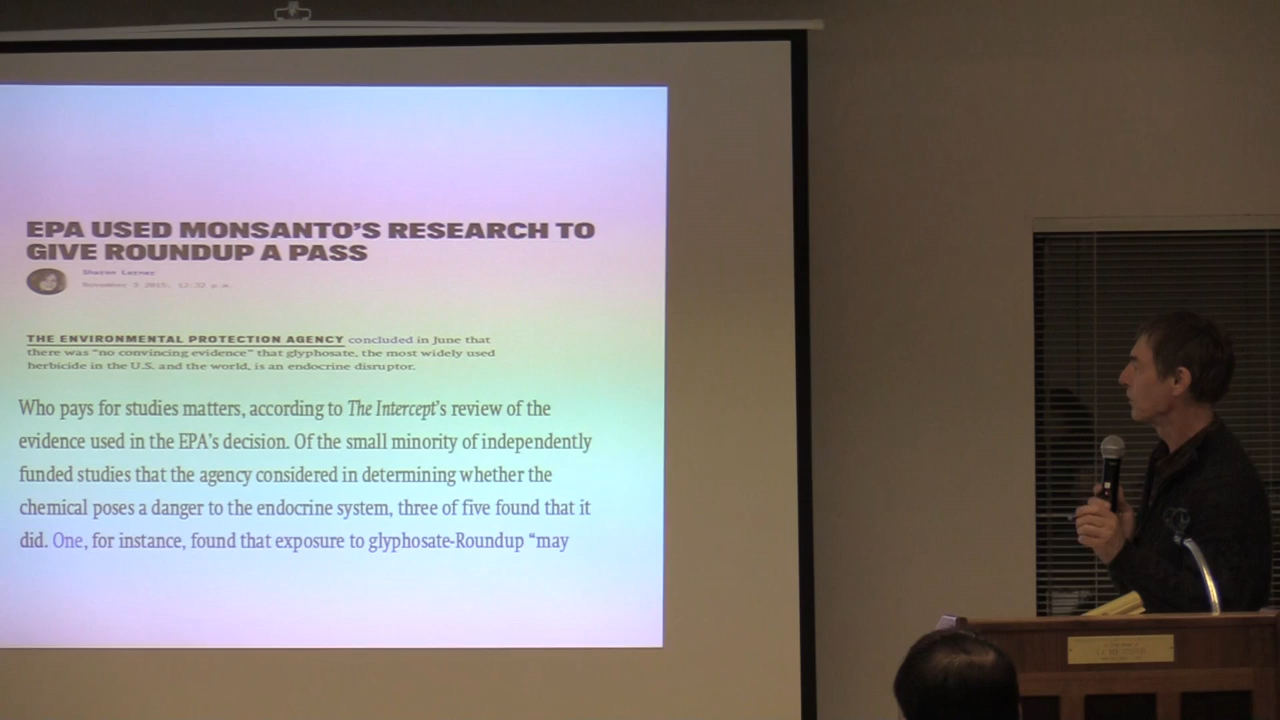 EPA USED MONSANTO'S RESEARCH TO
GIVE ROUNDUP A PASS
Sharon Lerner
November 3 2015, 12:33 p.m.
THE ENVIRONMENTAL PROTECTION AGENCY concluded in June that
there was “no convincing evidence” that glyphosate, the most widely used
herbicide in the U.S. and the world, is an endocrine disruptor.
Who pays for studies matters, according to The Intercept's review of the
evidence used in the EPA's decision. Of the small minority of independently
funded studies that the agency considered in determining whether the
chemical poses a danger to the endocrine system, three of five found that it
did. One, for instance, found that exposure to glyphosate-Roundup “may